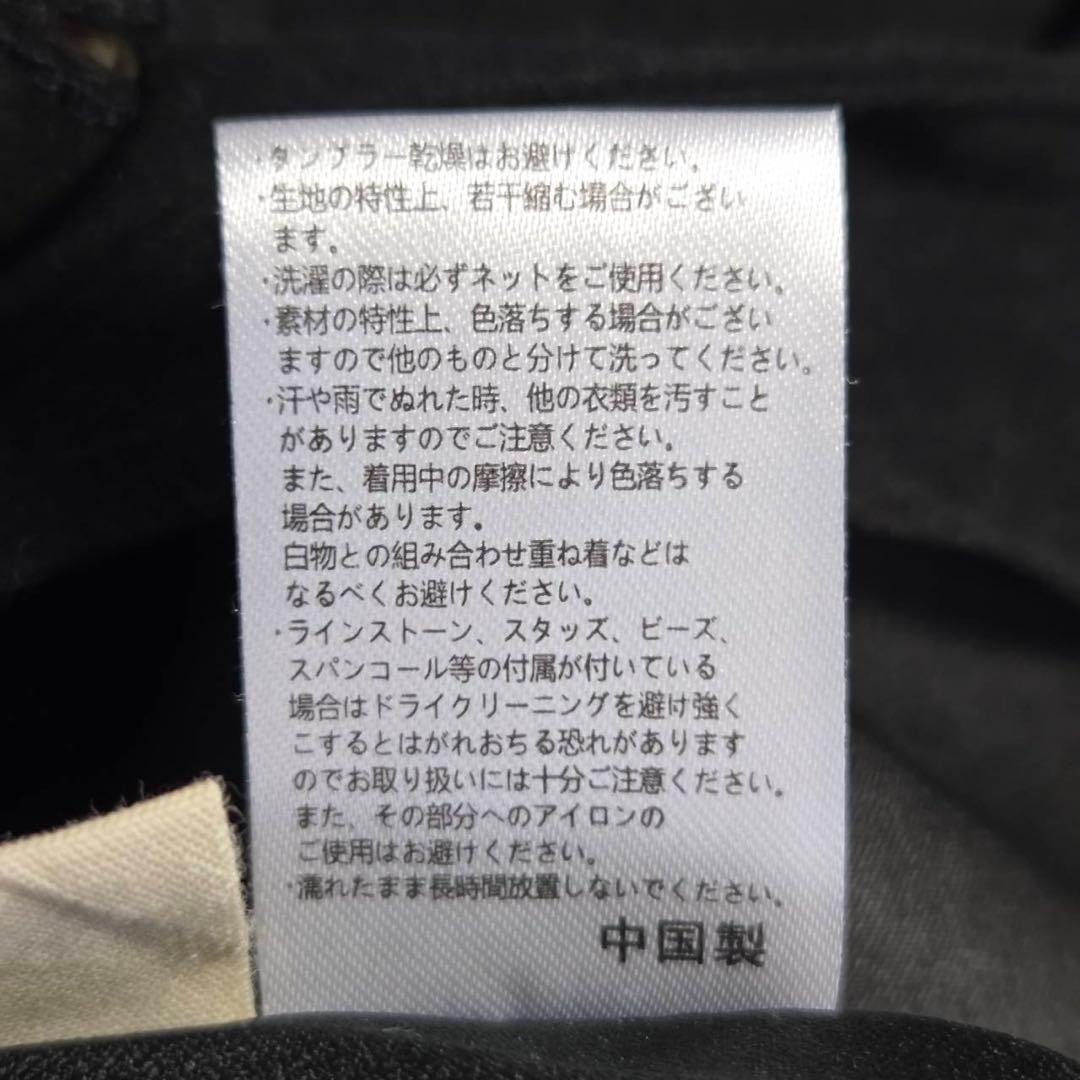 ・タンブラー乾燥はお避けください。
・生地の特性上、若干縮む場合がござい
ます。
・洗濯の際は必ずネットをご使用ください。
・素材の特性上、色落ちする場合がござい
ますので他のものと分けて洗ってください。
・汗や雨でぬれた時、他の衣類を汚すこと
がありますのでご注意ください。
また、着用中の摩擦により色落ちする
場合があります。
白物との組み合わせ重ね着などは
なるべくお避けください。
・ラインストーン、スタッズ、ビーズ、
スパンコール等の付属が付いている
場合はドライクリーニングを避け強く
こするとはがれおちる恐れがあります
のでお取り扱いには十分ご注意ください。
また、その部分へのアイロンの
ご使用はお避けください。
・濡れたまま長時間放置しないでください。
中国製